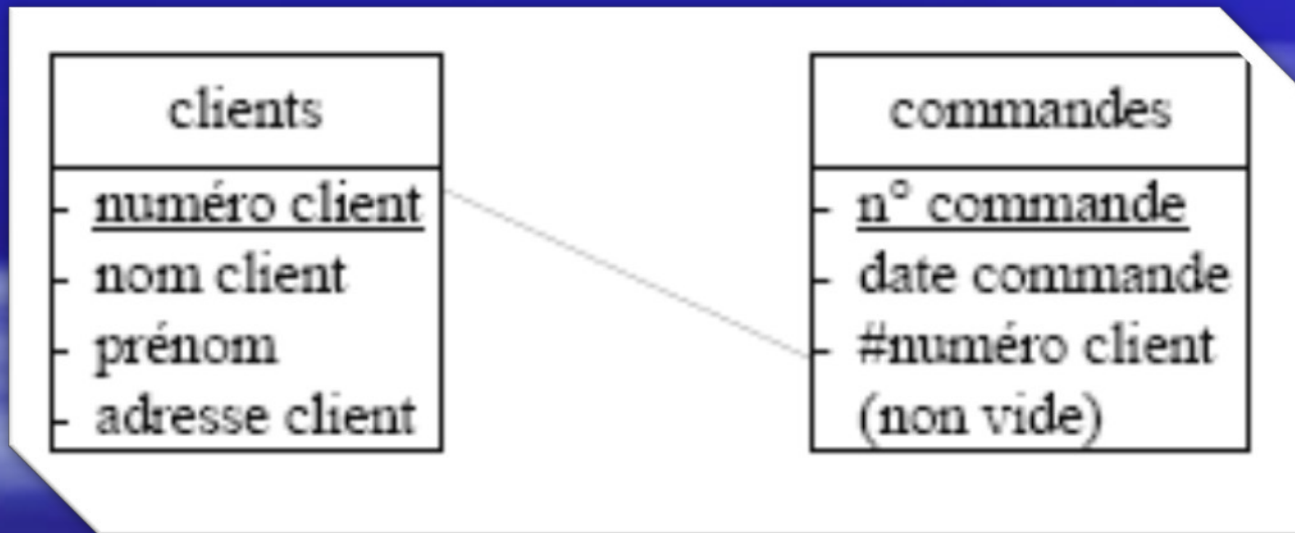 clients
- numéro client
- nom client
- prénom
- adresse client
commandes
- n° commande
- date commande
- #numéro client
(non vide)